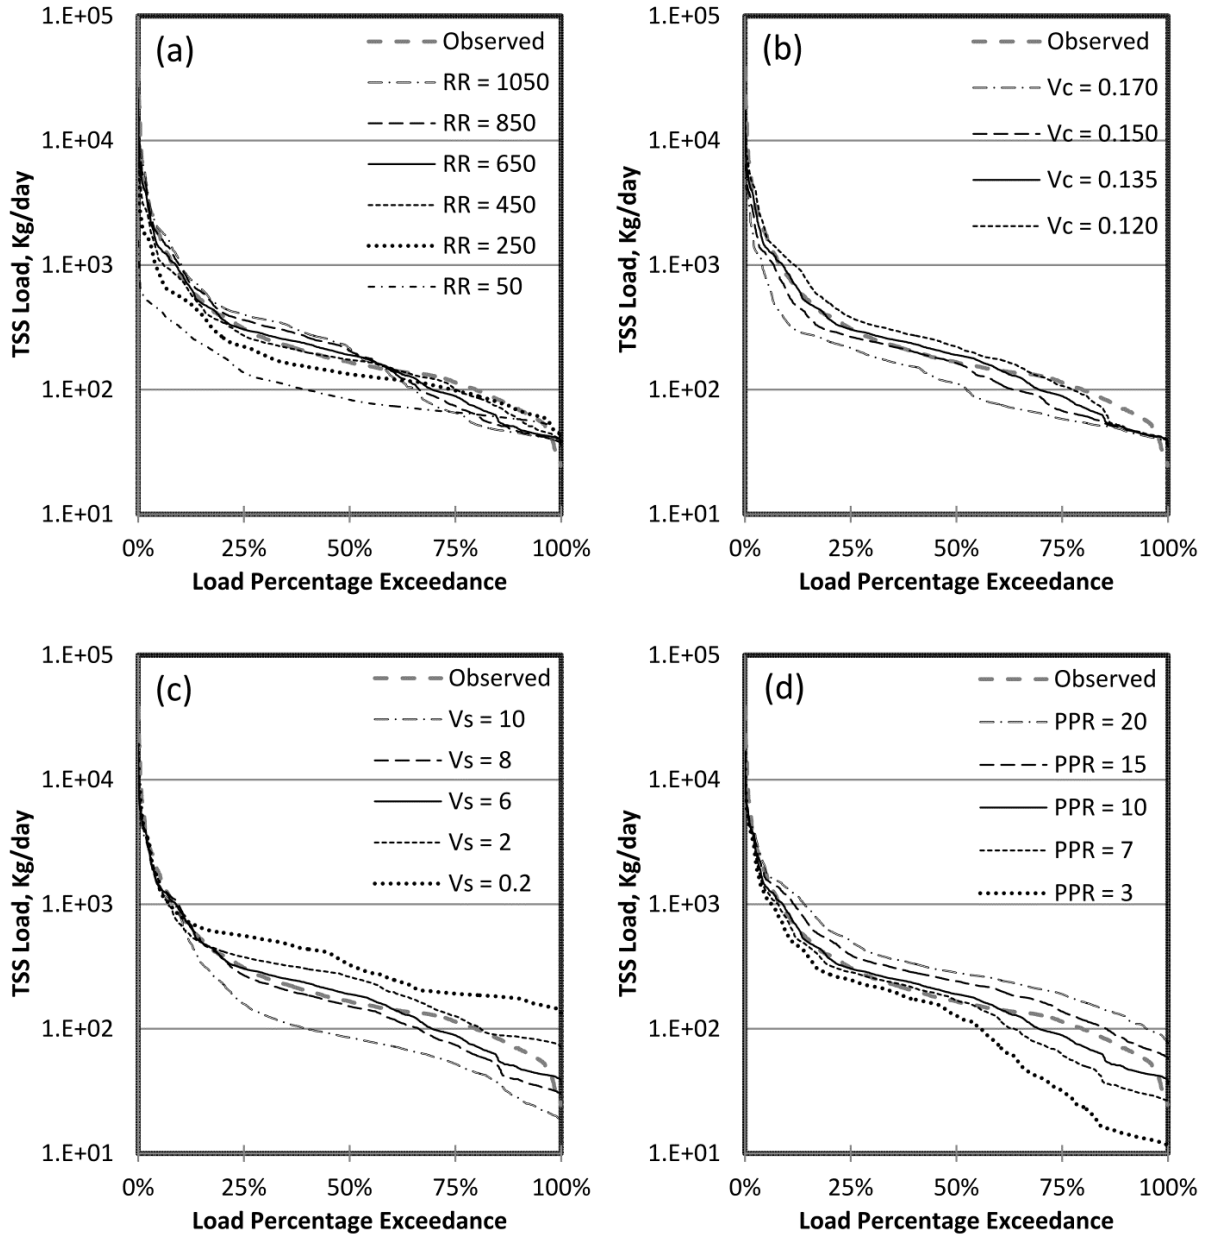 (a)
1.E+05
1.E+04
1.E+03
1.E+02
1.E+01
TSS Load, Kg/day
Observed
RR = 1050
RR = 850
RR = 650
RR = 450
RR = 250
RR = 50
0% 25% 50% 75% 100%
Load Percentage Exceedance
(b)
1.E+05
1.E+04
1.E+03
1.E+02
1.E+01
TSS Load, Kg/day
Observed
Vc = 0.170
Vc = 0.150
Vc = 0.135
Vc = 0.120
0% 25% 50% 75% 100%
Load Percentage Exceedance
(c)
1.E+05
1.E+04
1.E+03
1.E+02
1.E+01
TSS Load, Kg/day
Observed
Vs = 10
Vs = 8
Vs = 6
Vs = 2
Vs = 0.2
0% 25% 50% 75% 100%
Load Percentage Exceedance
(d)
1.E+05
1.E+04
1.E+03
1.E+02
1.E+01
TSS Load, Kg/day
Observed
PPR = 20
PPR = 15
PPR = 10
PPR = 7
PPR = 3
0% 25% 50% 75% 100%
Load Percentage Exceedance